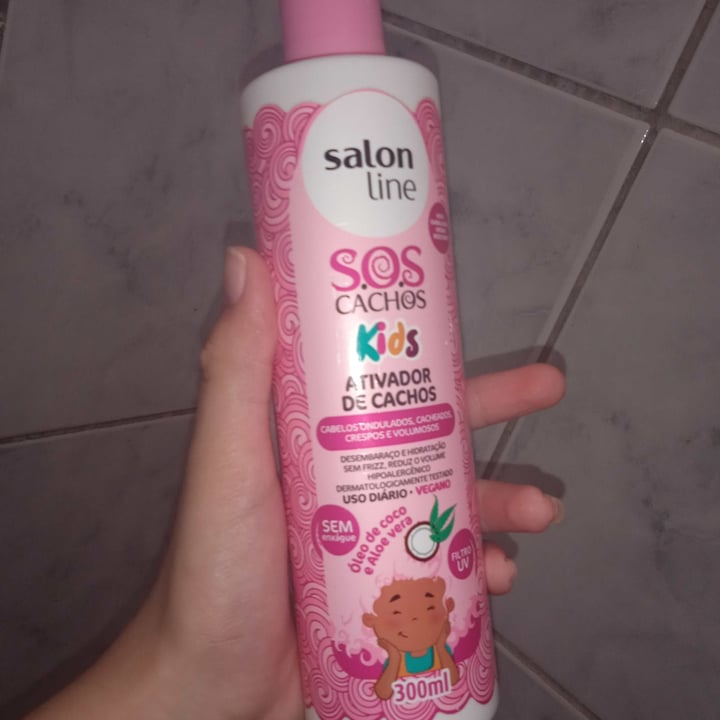 salon
line
S.O.S
CACHOS
Kids
ATIVADOR
DE CACHOS
CABELOS ONDULADOS, CACHEADOS,
CRESPOS E VOLUMOSOS
DESEMBARAÇO E HIDRATAÇÃO
SEM FRIZZ, REDUZ O VOLUME
HIPOALERGÊNICO
DERMATOLOGICAMENTE TESTADO
USO DIÁRIO • VEGANO
SEM
enxágue
Óleo de coco
e Aloe vera
FILTRO
UV
300ml